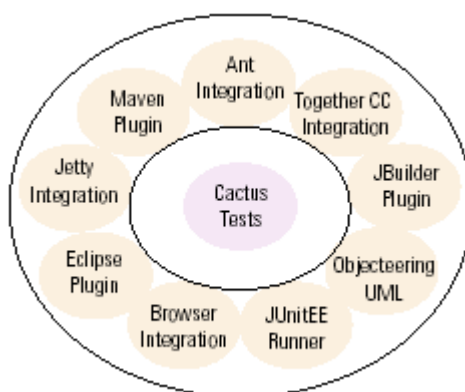 Ant
Integration
Together CC
Integration
JBuilder
Plugin
Objecteering
UML
JUnitEE
Runner
Browser
Integration
Eclipse
Plugin
Jetty
Integration
Maven
Plugin
Cactus
Tests